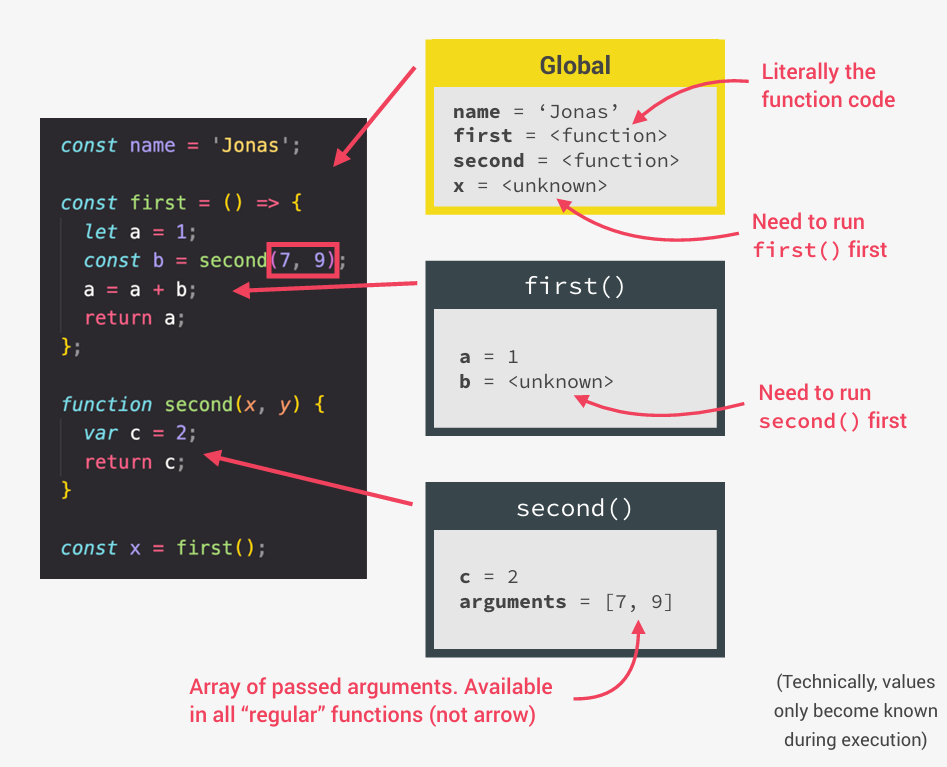 const name = 'Jonas';
const first = () => {
let a = 1;
const b = second(7, 9);
a = a + b;
return a;
};
function second(x, y) {
var c = 2;
return c;
}
const x = first();
Global
name = ‘Jonas’
first = <function>
second = <function>
x = <unknown>
Literally the
function code
Need to run
first() first
first()
a = 1
b = <unknown>
Need to run
second() first
second()
c = 2
arguments = [7, 9]
Array of passed arguments. Available
in all “regular” functions (not arrow)
(Technically, values
only become known
during execution)